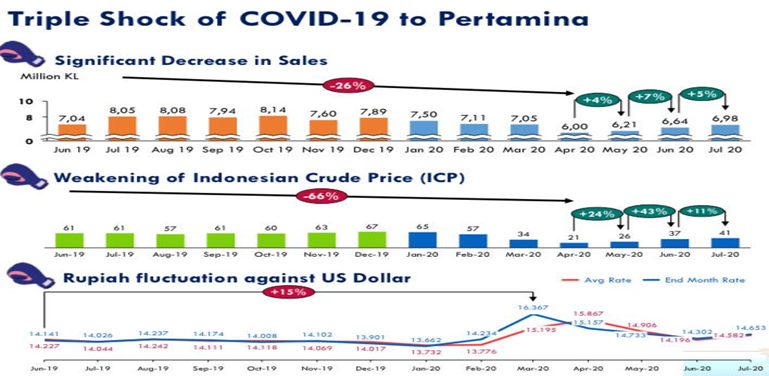 Triple Shock of COVID-19 to Pertamina
Significant Decrease in Sales
Million KL
-26%
+4% +7% +5%
10
8
0
7,04 8,05 8,08 7,94 8,14 7,60 7,89 7,50 7,11 7,05 6,00 6,21 6,64 6,98
Jun 19 Jul 19 Aug 19 Sep 19 Oct 19 Nov 19 Dec 19 Jan 20 Feb 20 Mar 20 Apr 20 May 20 Jun 20 Jul 20
Weakening of Indonesian Crude Price (ICP)
-66%
+24% +43% +11%
61 61 57 61 60 63 67 65 57 34 21 26 37 41
Jun-19 Jul-19 Aug-19 Sep-19 Oct-19 Nov-19 Dec-19 Jan-20 Feb-20 Mar-20 Apr-20 May-20 Jun-20 Jul-20
Rupiah fluctuation against US Dollar
Avg Rate End Month Rate
+15%
14.141 14.026 14.237 14.174 14.008 14.102 13.901 13.662 14.234 16.367 15.157 14.733 14.302 14.653
14.227 14.044 14.242 14.111 14.118 14.069 14.017 13.732 13.776 15.195 15.867 14.906 14.196 14.582
Jun-19 Jul-19 Aug-19 Sep-19 Oct-19 Nov-19 Dec-19 Jan-20 Feb-20 Mar-20 Apr-20 May-20 Jun-20 Jul-20